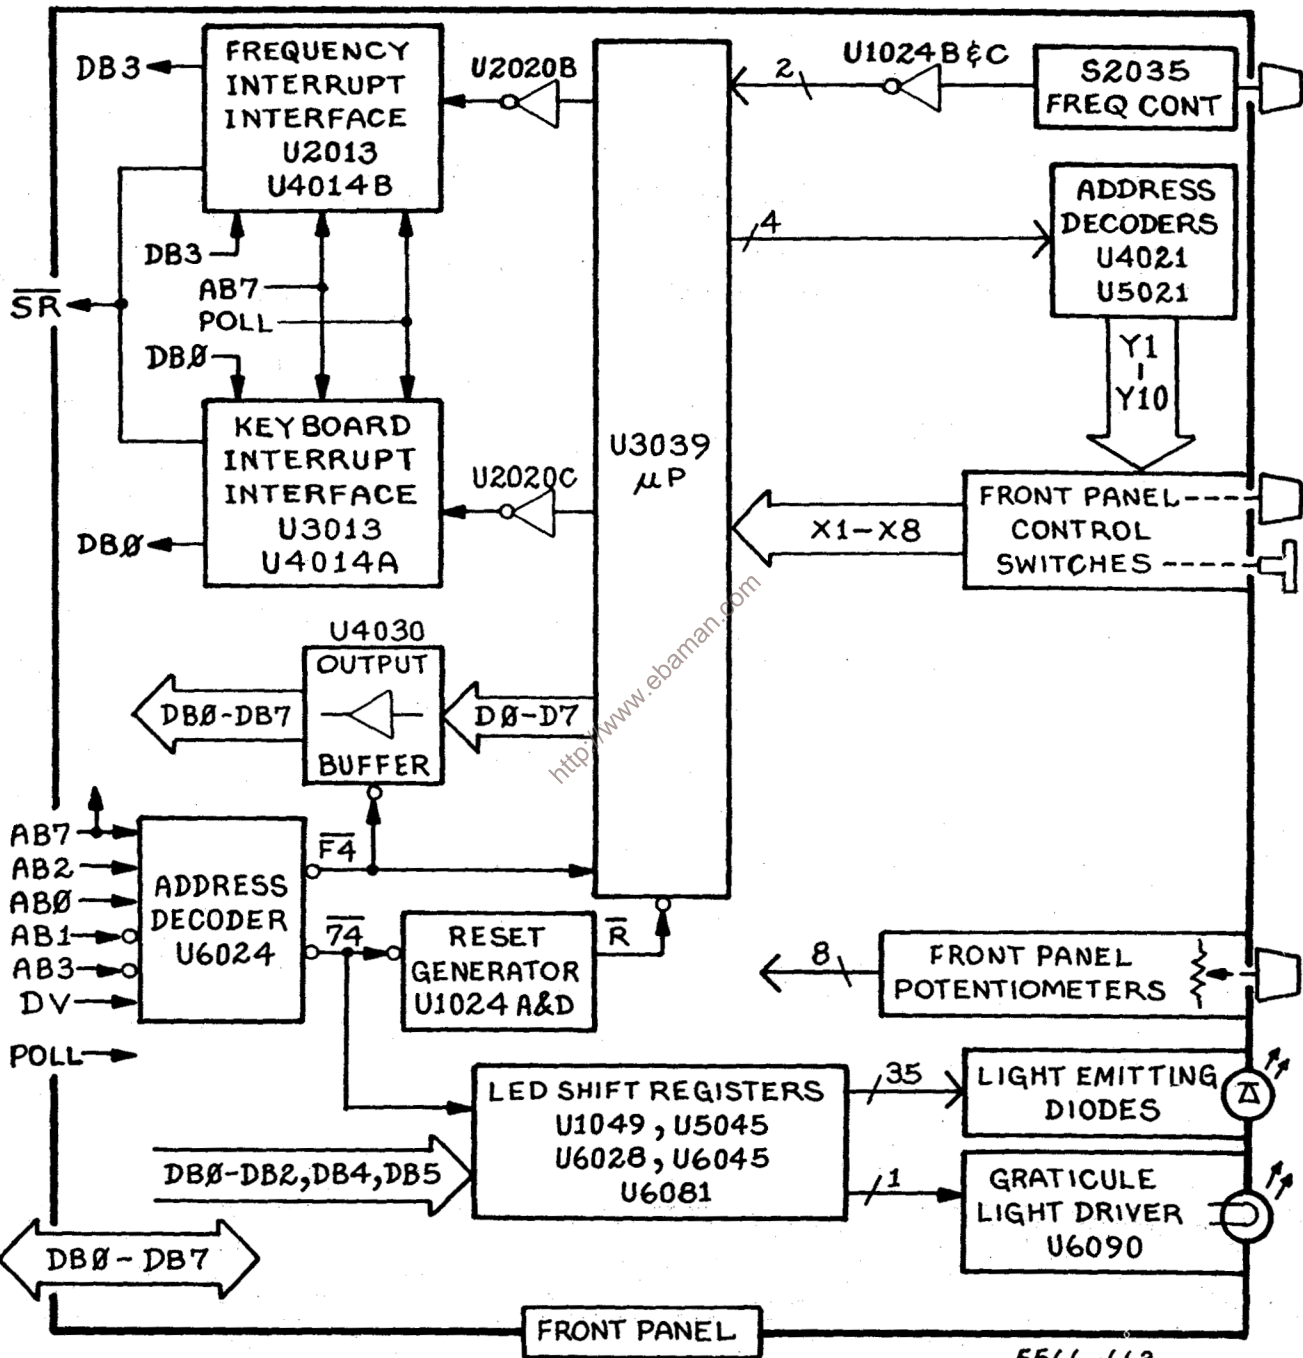 DB3
FREQUENCY
INTERRUPT
INTERFACE
U2013
U4014B
U2020B
2
U1024B&C
S2035
FREQ CONT
ADDRESS
DECODERS
U4021
U5021
4
DB3
AB7
POLL
DBØ
S̅R̅
Y1
-
Y10
KEYBOARD
INTERRUPT
INTERFACE
U3013
U4014A
DBØ
U2020C
U3039
µP
X1-X8
FRONT PANEL
CONTROL
SWITCHES
U4030
OUTPUT
BUFFER
DBØ-DB7
DØ-D7
http://www.ebaman.com
AB7
AB2
ABØ
AB1
AB3
DV
POLL
ADDRESS
DECODER
U6024
F̅4̅
7̅4̅
RESET
GENERATOR
U1024 A&D
R̅
8
FRONT PANEL
POTENTIOMETERS
LED SHIFT REGISTERS
U1049, U5045
U6028, U6045
U6081
35
LIGHT EMITTING
DIODES
DBØ-DB2,DB4,DB5
1
GRATICULE
LIGHT DRIVER
U6090
DBØ-DB7
FRONT PANEL